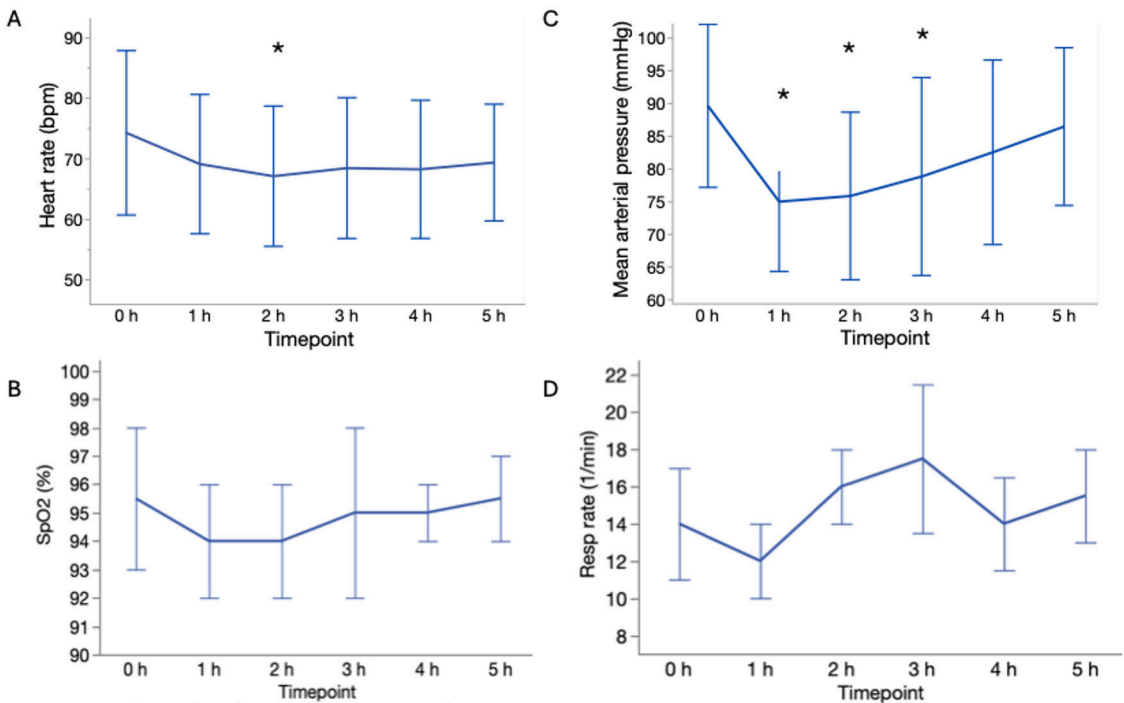 A
90
80
70
60
50
Heart rate (bpm)
*
0 h 1 h 2 h 3 h 4 h 5 h
Timepoint
C
100
95
90
85
80
75
70
65
60
Mean arterial pressure (mmHg)
* * *
0 h 1 h 2 h 3 h 4 h 5 h
Timepoint
B
100
99
98
97
96
95
94
93
92
91
90
SpO2 (%)
0 h 1 h 2 h 3 h 4 h 5 h
Timepoint
D
22
20
18
16
14
12
10
8
Resp rate (1/min)
0 h 1 h 2 h 3 h 4 h 5 h
Timepoint